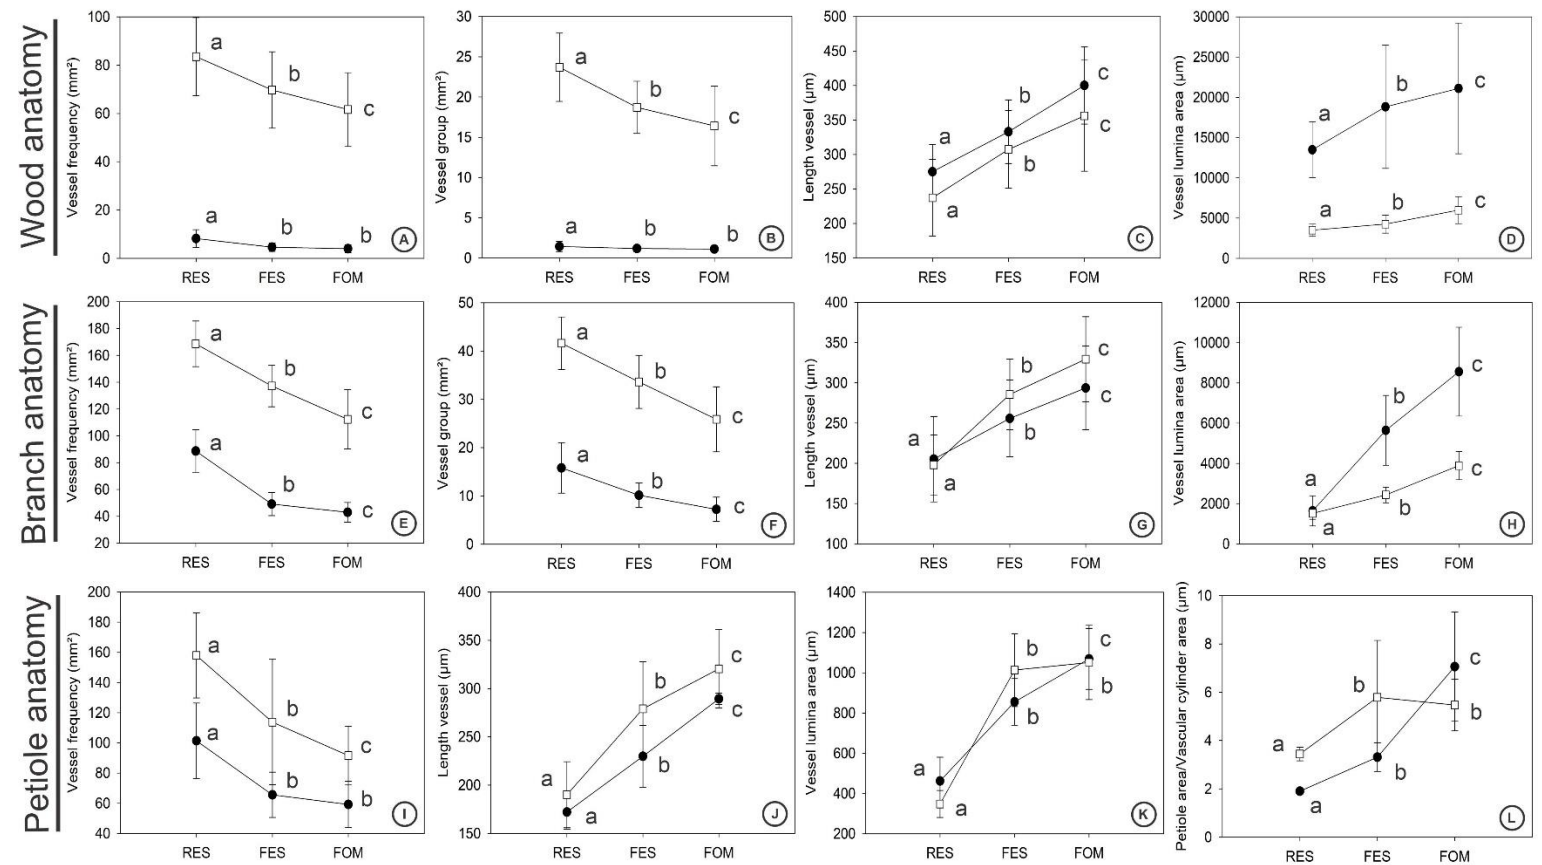 Wood anatomy
Vessel frequency (mm²)
100
80
60
40
20
0
a
b
c
a
b
b
A
RES FES FOM
Vessel group (mm²)
30
25
20
15
10
5
0
a
b
c
a
b
b
B
RES FES FOM
Length vessel (µm)
500
450
400
350
300
250
200
150
a
b
c
a
b
c
C
RES FES FOM
Vessel lumina area (µm)
30000
25000
20000
15000
10000
5000
0
a
b
c
a
b
c
D
RES FES FOM
Branch anatomy
Vessel frequency (mm²)
200
180
160
140
120
100
80
60
40
20
a
b
c
a
b
c
E
RES FES FOM
Vessel group (mm²)
50
40
30
20
10
0
a
b
c
a
b
c
F
RES FES FOM
Length vessel (µm)
400
350
300
250
200
150
100
a
b
c
a
b
c
G
RES FES FOM
Vessel lumina area (µm)
12000
10000
8000
6000
4000
2000
0
a
b
c
a
b
c
H
RES FES FOM
Petiole anatomy
Vessel frequency (mm²)
200
180
160
140
120
100
80
60
40
a
b
c
a
b
b
I
RES FES FOM
Length vessel (µm)
400
350
300
250
200
150
a
b
c
a
b
c
J
RES FES FOM
Vessel lumina area (µm)
1400
1200
1000
800
600
400
200
a
b
c
a
b
b
K
RES FES FOM
Petiole area/Vascular cylinder area (µm)
10
8
6
4
2
0
a
b
c
a
b
b
L
RES FES FOM